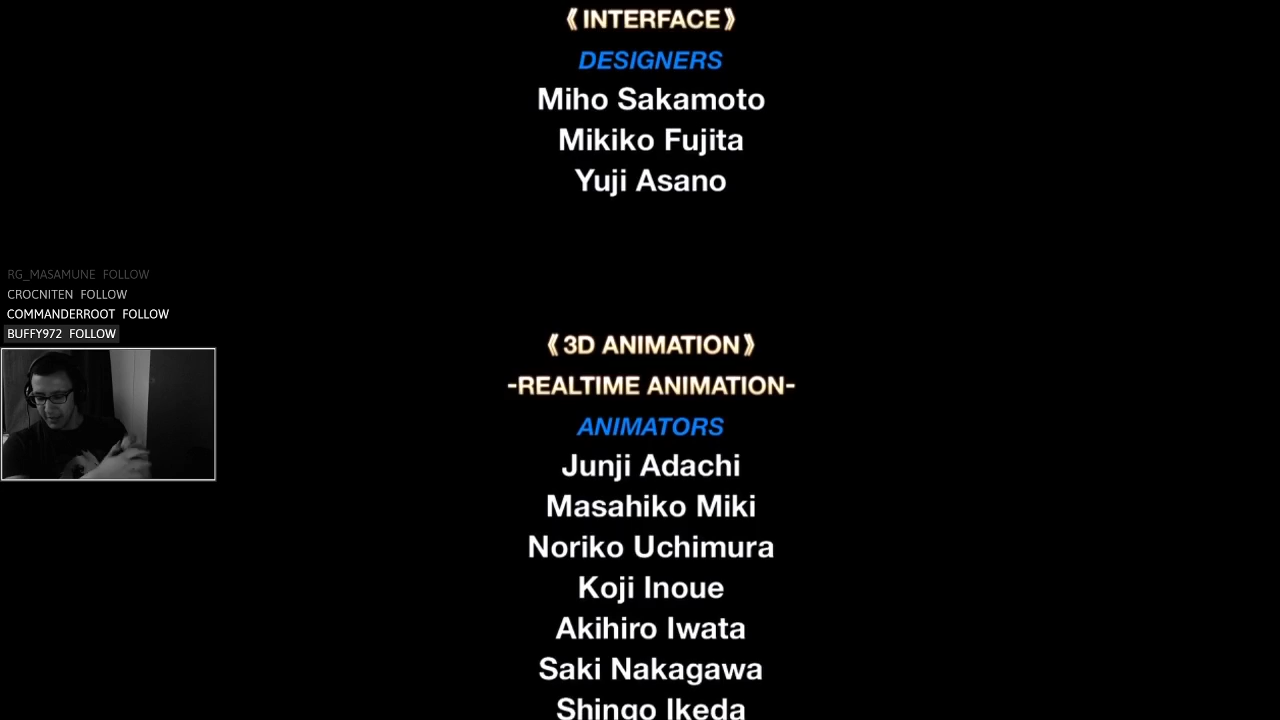 《INTERFACE》
DESIGNERS
Miho Sakamoto
Mikiko Fujita
Yuji Asano
RG_MASAMUNE FOLLOW
CROCNITEN FOLLOW
COMMANDERROOT FOLLOW
BUFFY972 FOLLOW
《3D ANIMATION》
-REALTIME ANIMATION-
ANIMATORS
Junji Adachi
Masahiko Miki
Noriko Uchimura
Koji Inoue
Akihiro Iwata
Saki Nakagawa
Shingo Ikeda